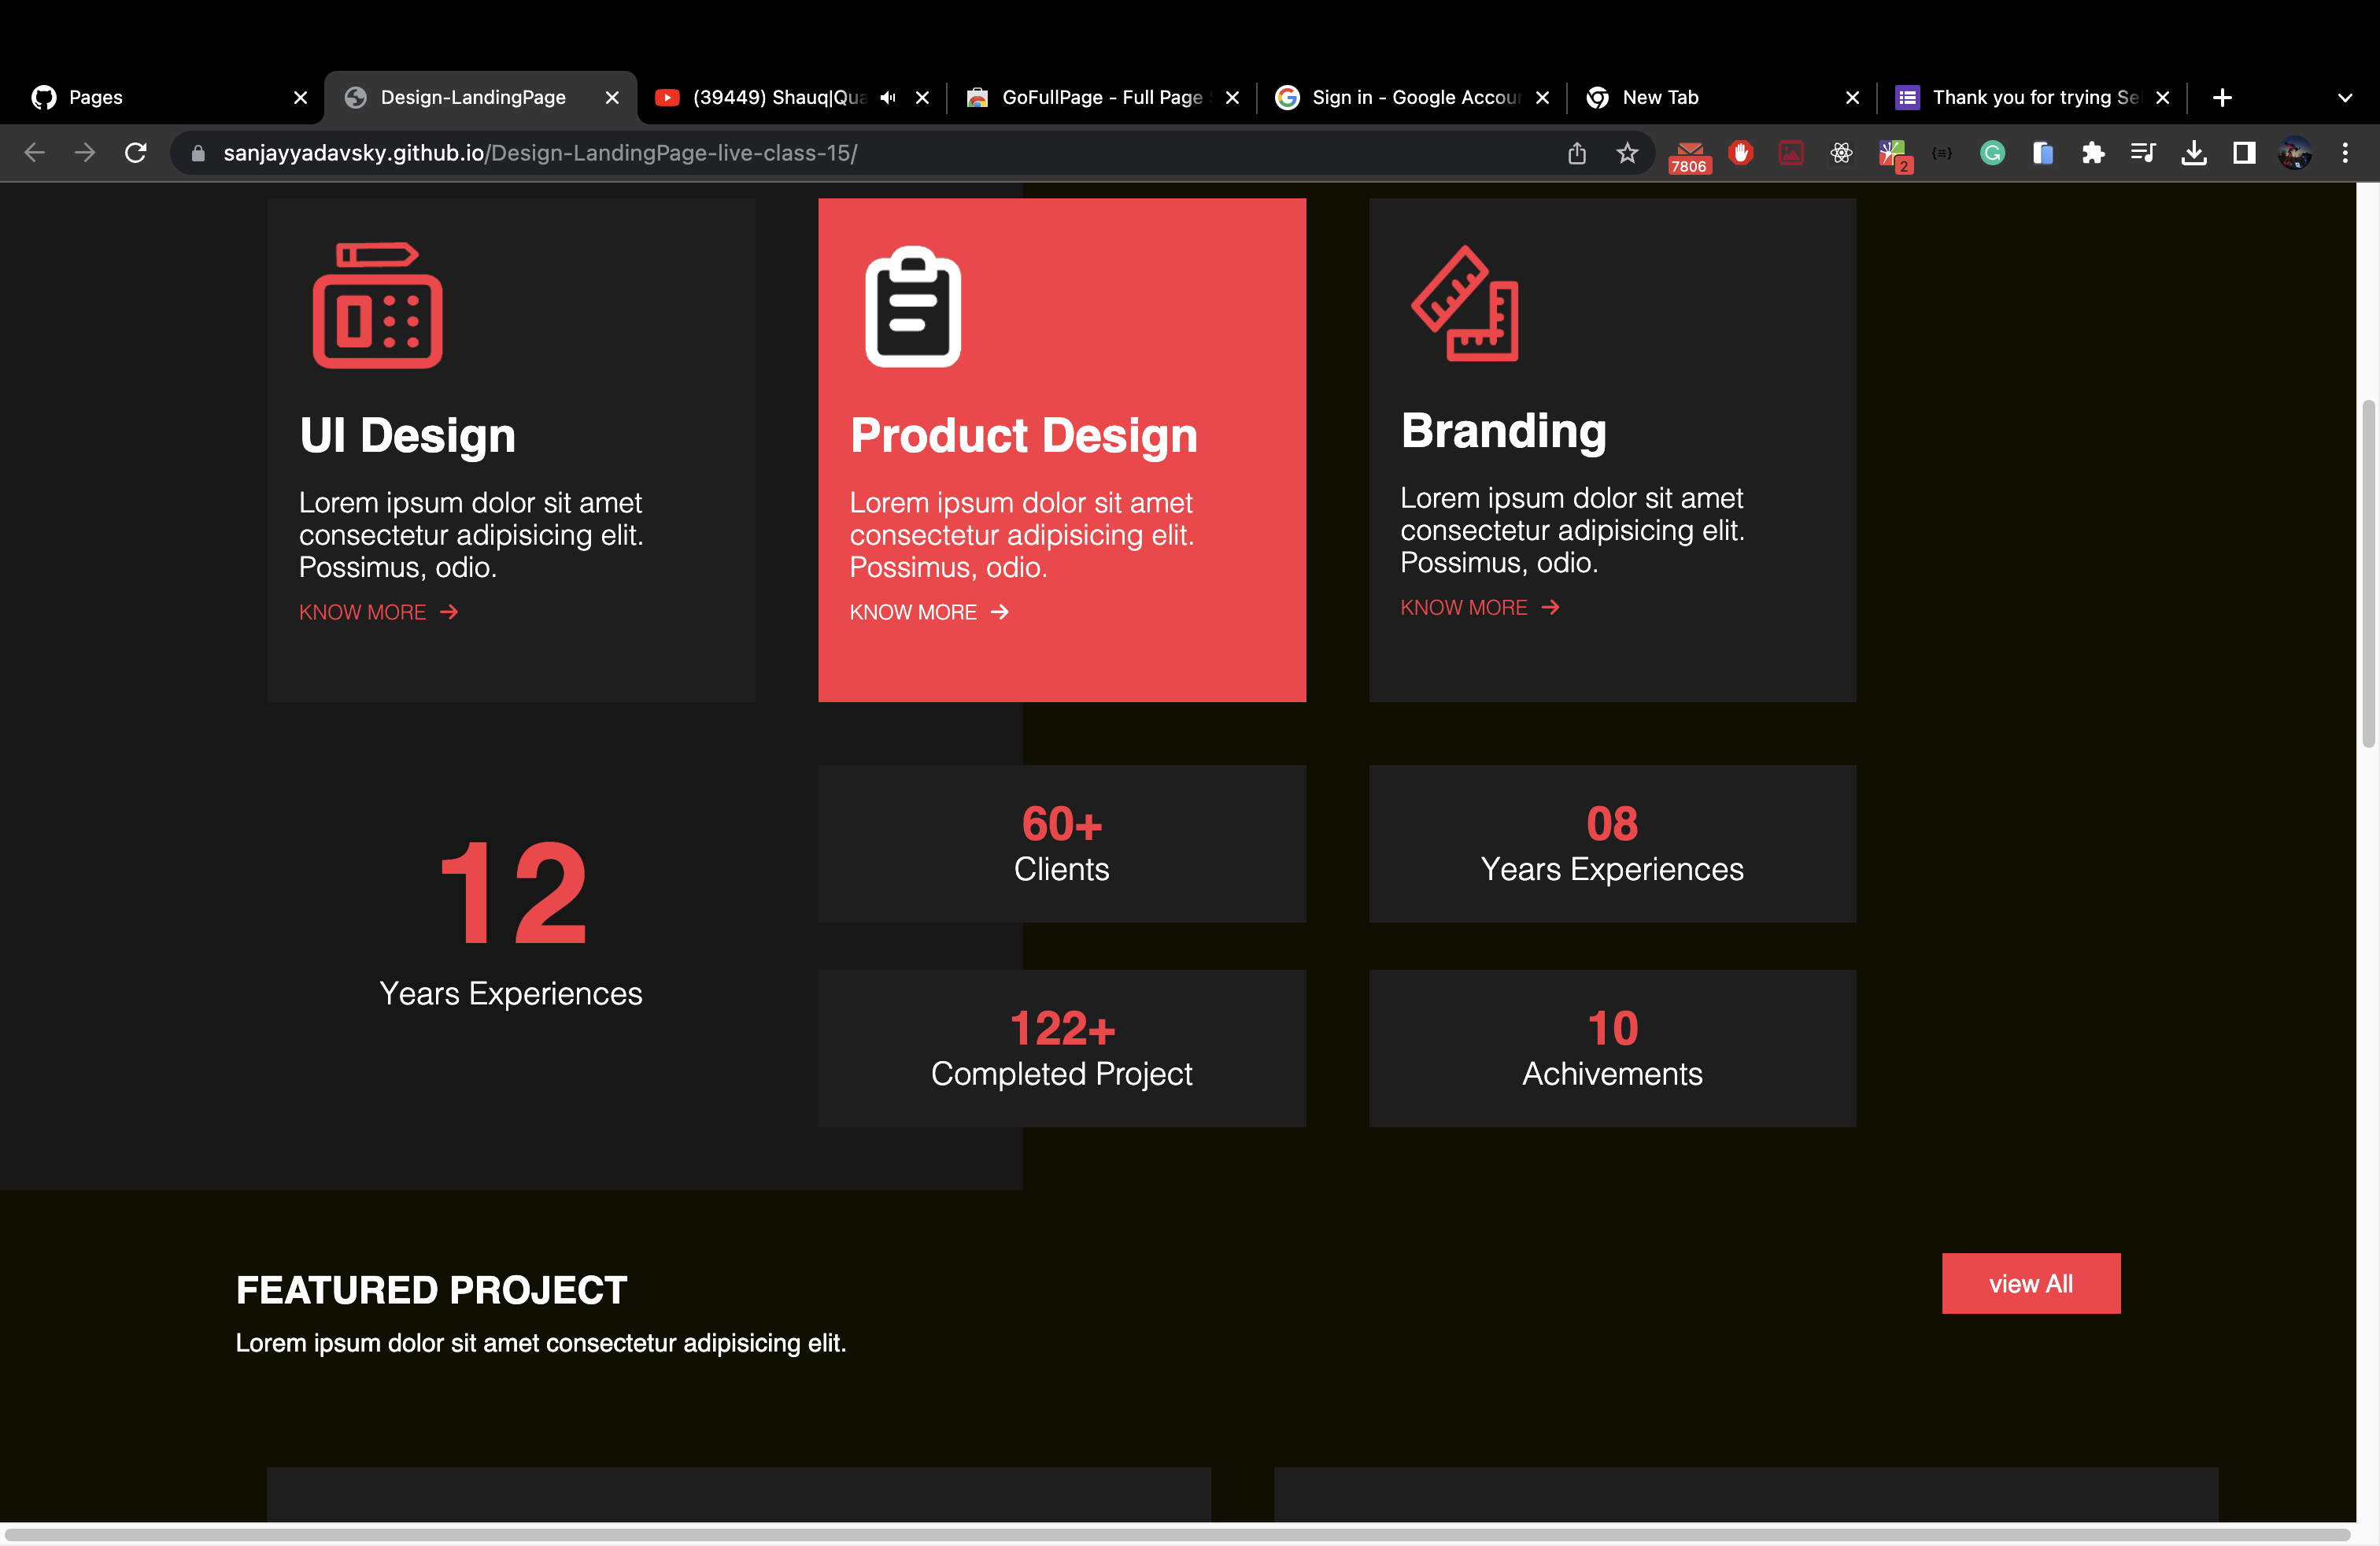 Pages
Design-LandingPage
(39449) Shauq|Qua
GoFullPage - Full Page
Sign in - Google Accour
New Tab
Thank you for trying Se
sanjayyadavsky.github.io/Design-LandingPage-live-class-15/
7806
2
UI Design
Lorem ipsum dolor sit amet
consectetur adipisicing elit.
Possimus, odio.
KNOW MORE →
Product Design
Lorem ipsum dolor sit amet
consectetur adipisicing elit.
Possimus, odio.
KNOW MORE →
Branding
Lorem ipsum dolor sit amet
consectetur adipisicing elit.
Possimus, odio.
KNOW MORE →
12
Years Experiences
60+
Clients
08
Years Experiences
122+
Completed Project
10
Achivements
FEATURED PROJECT
Lorem ipsum dolor sit amet consectetur adipisicing elit.
view All